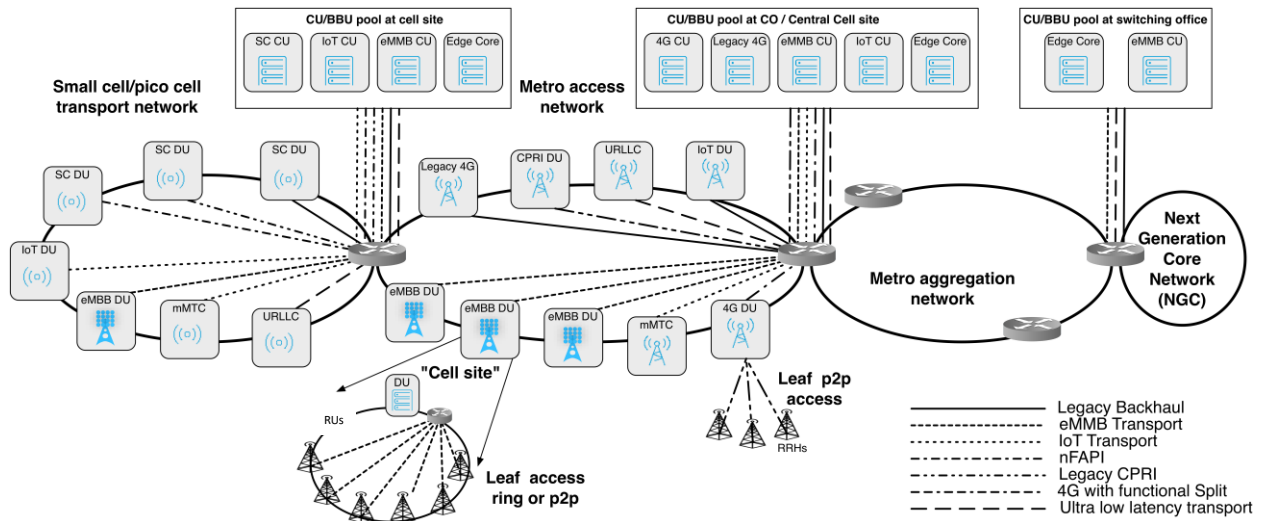 CU/BBU pool at cell site
SC CU
IoT CU
eMMB CU
Edge Core
CU/BBU pool at CO / Central Cell site
4G CU
Legacy 4G
eMMB CU
IoT CU
Edge Core
CU/BBU pool at switching office
Edge Core
eMMB CU
Small cell/pico cell
transport network
Metro access
network
SC DU
SC DU
SC DU
IoT DU
eMBB DU
mMTC
URLLC
Legacy 4G
CPRI DU
URLLC
IoT DU
eMBB DU
eMBB DU
eMBB DU
mMTC
4G DU
Metro aggregation
network
Next
Generation
Core
Network
(NGC)
"Cell site"
DU
RUs
Leaf access
ring or p2p
Leaf p2p
access
RRHs
Legacy Backhaul
eMMB Transport
IoT Transport
nFAPI
Legacy CPRI
4G with functional Split
Ultra low latency transport